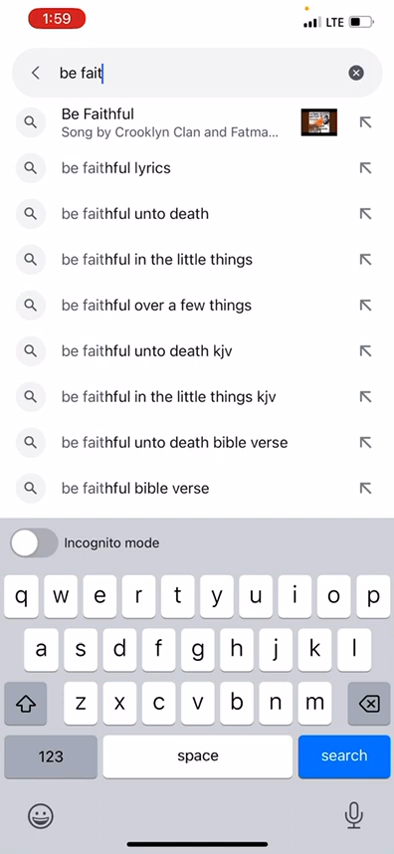 1:59
LTE
be fait
Be Faithful
Song by Crooklyn Clan and Fatma...
be faithful lyrics
be faithful unto death
be faithful in the little things
be faithful over a few things
be faithful unto death kjv
be faithful in the little things kjv
be faithful unto death bible verse
be faithful bible verse
Incognito mode
q w e r t y u i o p
a s d f g h j k l
z x c v b n m
123 space search